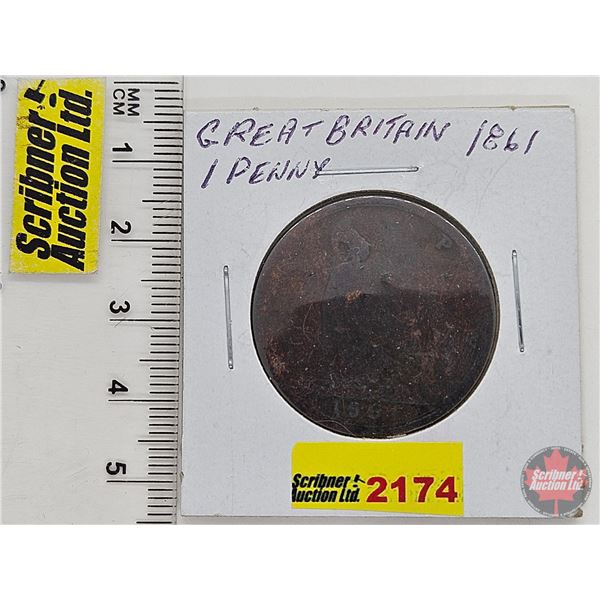 Scribner
Auction Ltd.
MM
CM
1
2
3
4
5
GREAT BRITAIN 1861
1 PENNY
P
186
Scribner
Auction Ltd. 2174
Scribner
Auction Ltd.